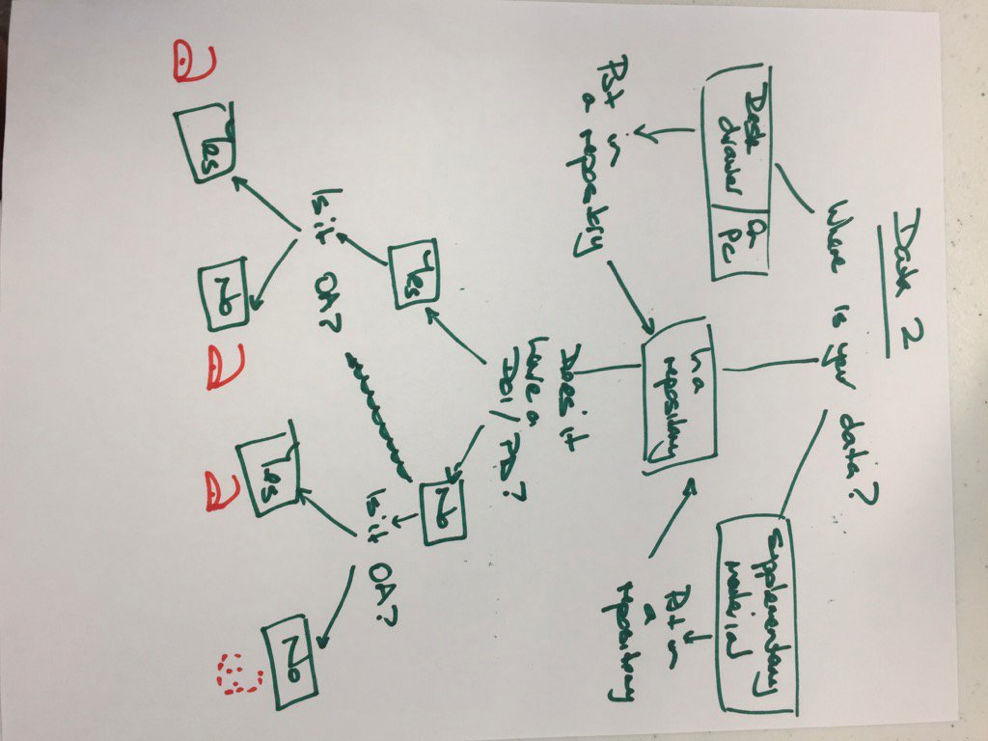 Data 2
Where is your data?
Desk
drawer / On
PC
In a
repository
Supplementary
material
Put in
a repository
Put in
a
repository
Does it
have a
DOI / PID?
Yes
No
Is it OA?
Is it OA?
Yes
No
Yes
No